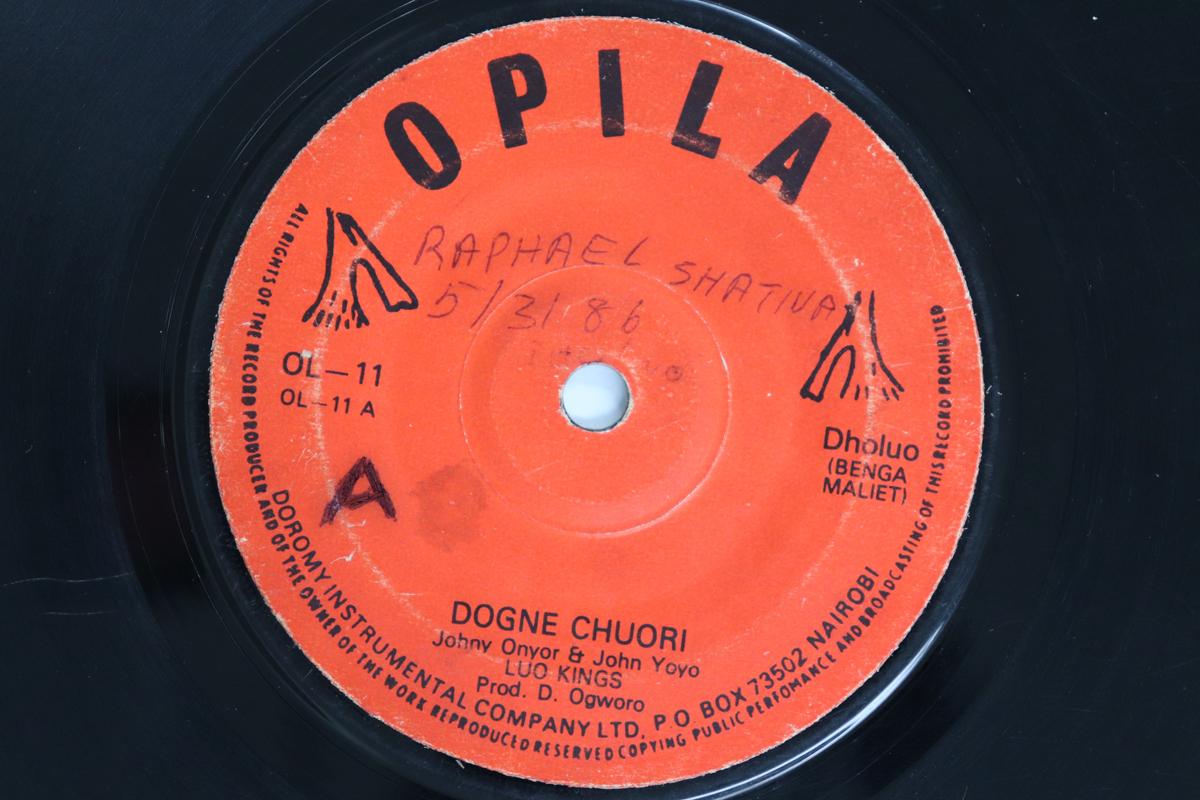 OPILA
RAPHAEL SHATIVA
5/3/86
OL—11
OL—11 A
A
Dholuo
(BENGA
MALIET)
DOGNE CHUORI
Johny Onyor & John Yoyo
LUO KINGS
Prod. D. Ogworo
DOROMY INSTRUMENTAL COMPANY LTD, P.O. BOX 73502 NAIROBI
ALL RIGHTS OF THE RECORD PRODUCER AND OF THE OWNER OF THE WORK REPRODUCED RESERVED COPYING PUBLIC PERFOMANCE AND BROADCASTING OF THIS RECORD PROHIBITED